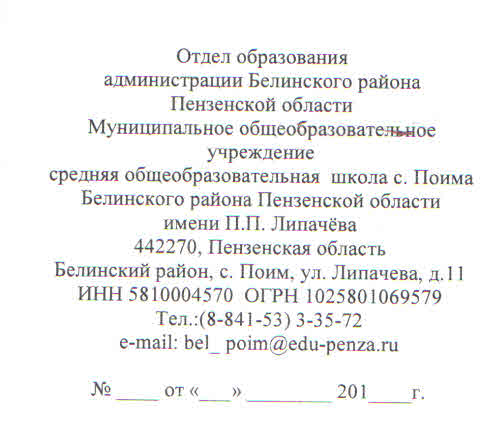 Отдел образования
администрации Белинского района
Пензенской области
Муниципальное общеобразовательное
учреждение
средняя общеобразовательная школа с. Поима
Белинского района Пензенской области
имени П.П. Липачёва
442270, Пензенская область
Белинский район, с. Поим, ул. Липачева, д.11
ИНН 5810004570 ОГРН 1025801069579
Тел.:(8-841-53) 3-35-72
e-mail: bel_ poim@edu-penza.ru
№ ____ от «___» ________ 201____г.